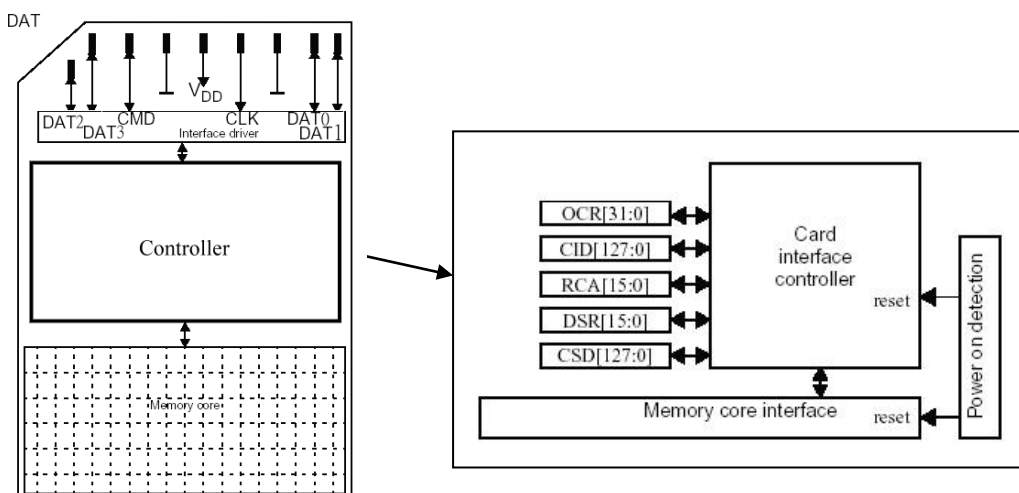 DAT
V_DD
DAT2
DAT3
CMD
CLK
DAT0
DAT1
Interface driver
Controller
Memory core
OCR[31:0]
CID[127:0]
RCA[15:0]
DSR[15:0]
CSD[127:0]
Card
interface
controller
reset
Memory core interface
reset
Power on detection